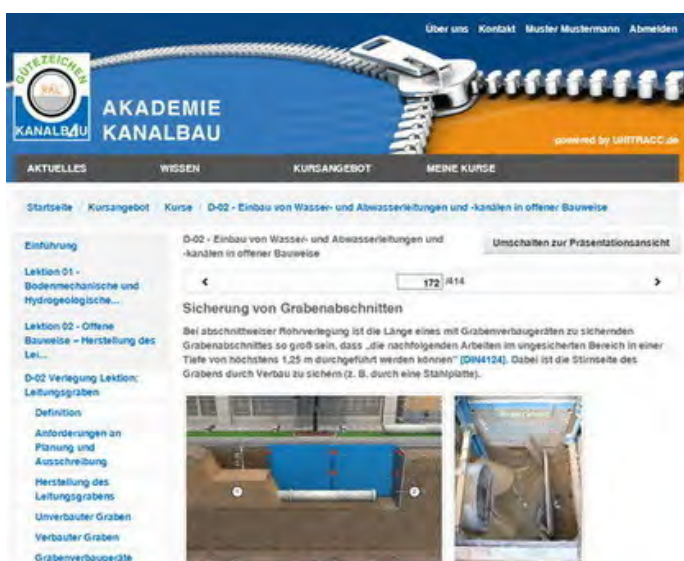 Über uns Kontakt Muster Mustermann Abmelden
GÜTEZEICHEN
RAL
KANALBAU
AKADEMIE
KANALBAU
powered by UNITRACC.de
AKTUELLES WISSEN KURSANGEBOT MEINE KURSE
Startseite / Kursangebot / Kurse / D-02 - Einbau von Wasser- und Abwasserleitungen und -kanälen in offener Bauweise
Einführung
Lektion 01 -
Bodenmechanische und
Hydrogeologische...
Lektion 02 - Offene
Bauweise – Herstellung des
Lei...
D-02 Verlegung Lektion:
Leitungsgraben
Definition
Anforderungen an
Planung und
Ausschreibung
Herstellung des
Leitungsgrabens
Unverbauter Graben
Verbauter Graben
Grabenverbaugeräte
D-02 - Einbau von Wasser- und Abwasserleitungen und
-kanälen in offener Bauweise
Umschalten zur Präsentationsansicht
172 /414
Sicherung von Grabenabschnitten
Bei abschnittweiser Rohrverlegung ist die Länge eines mit Grabenverbaugeräten zu sichernden
Grabenabschnittes so groß sein, dass „die nachfolgenden Arbeiten im ungesicherten Bereich in einer
Tiefe von höchstens 1,25 m durchgeführt werden können" [DIN4124]. Dabei ist die Stirnseite des
Grabens durch Verbau zu sichern (z. B. durch eine Stahlplatte).